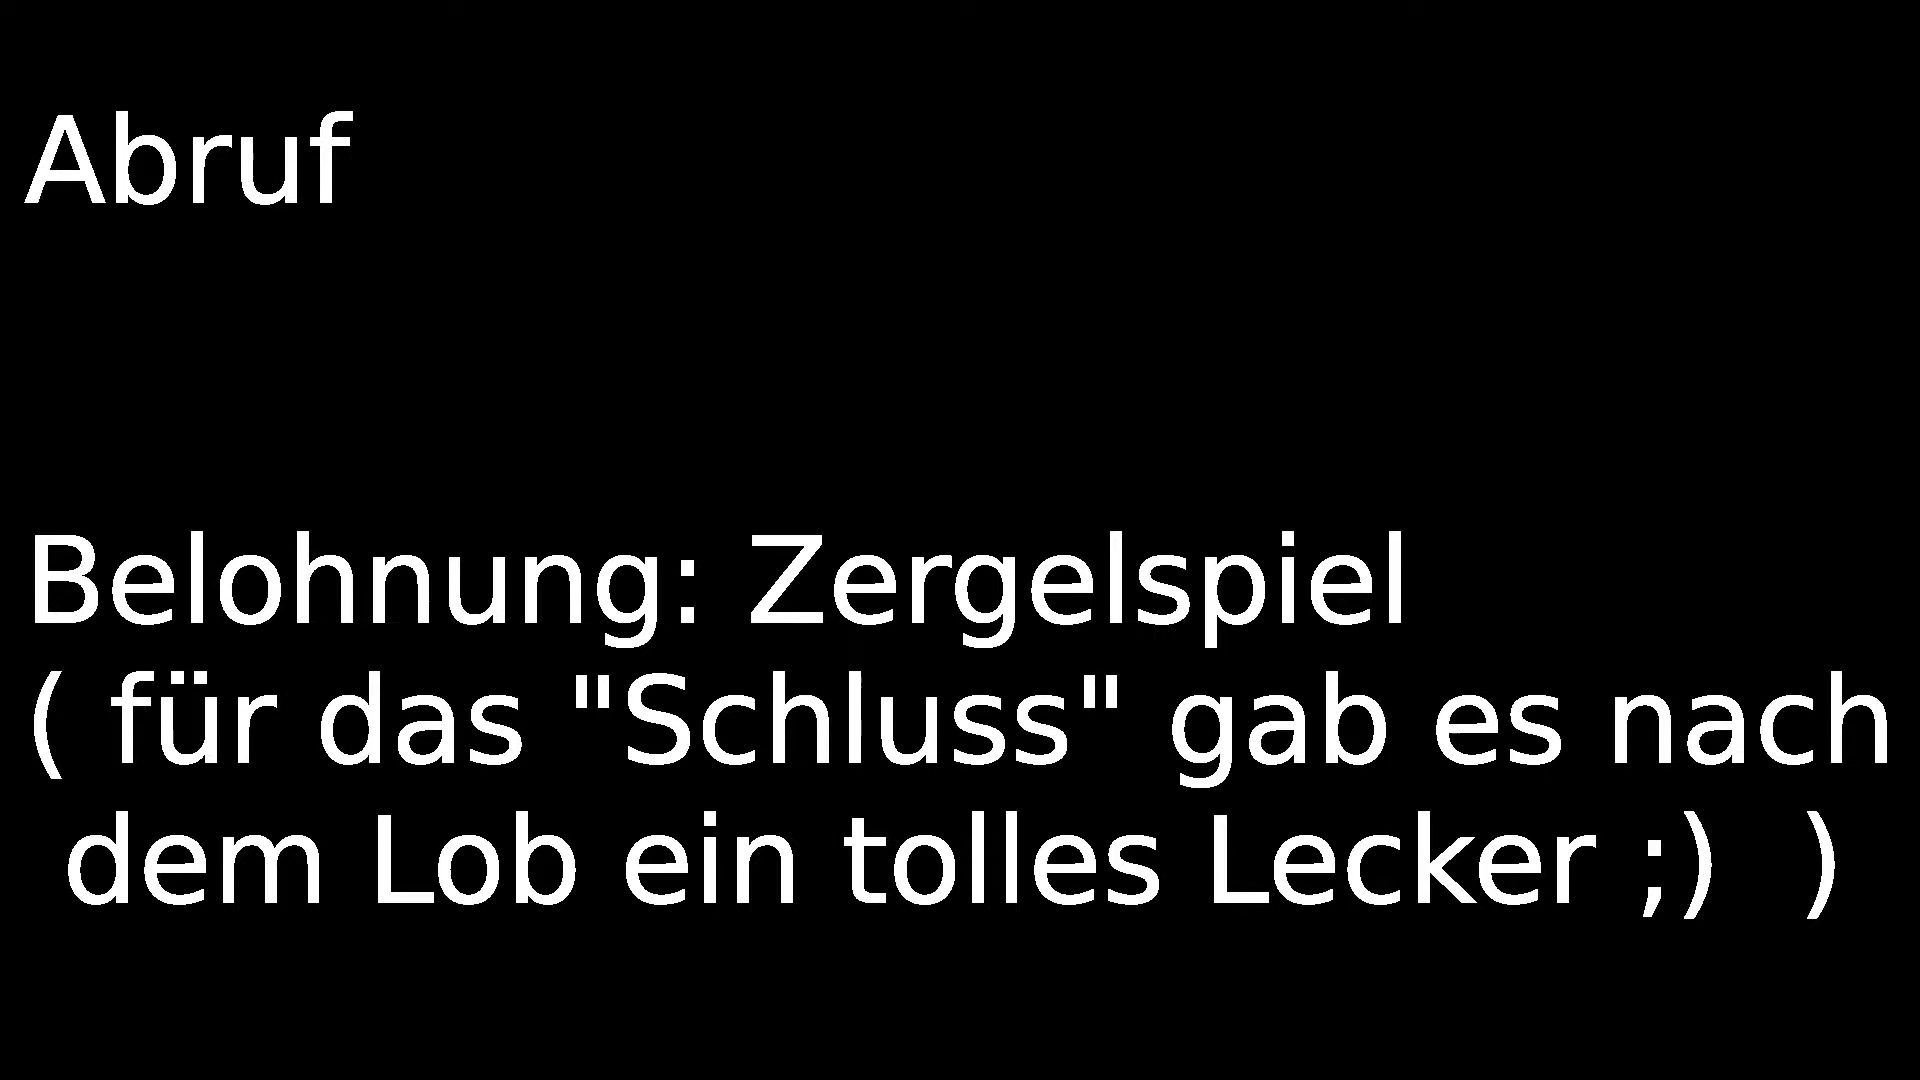 Abruf
Belohnung: Zergelspiel
( für das "Schluss" gab es nach
dem Lob ein tolles Lecker ;)  )